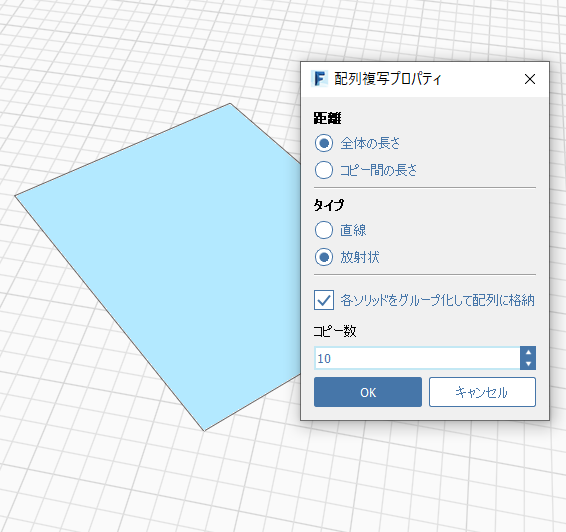 配列複写プロパティ
距離
全体の長さ
コピー間の長さ
タイプ
直線
放射状
各ソリッドをグループ化して配列に格納
コピー数
10
OK
キャンセル